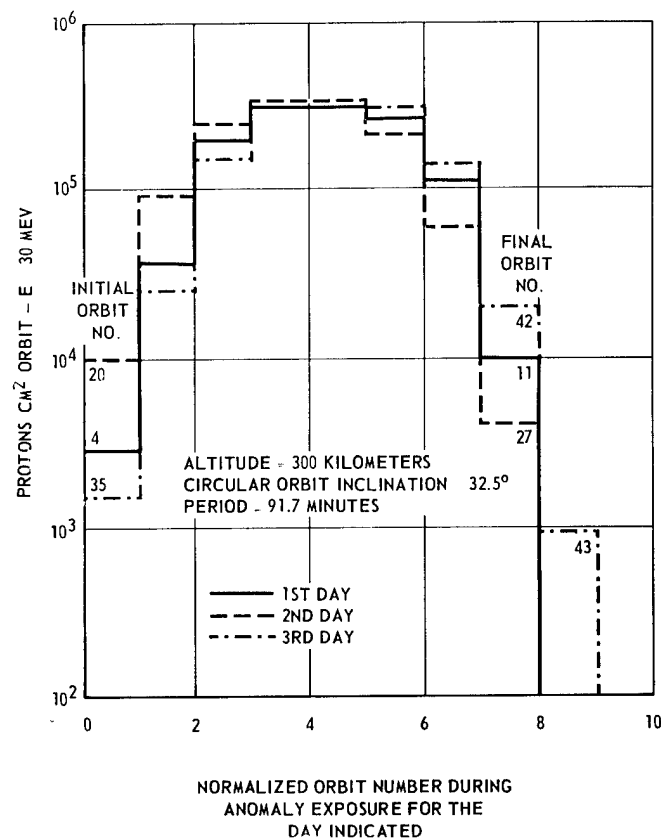 10^6
10^5
10^4
10^3
10^2
PROTONS CM^2 ORBIT - E 30 MEV
INITIAL
ORBIT
NO.
20
4
35
FINAL
ORBIT
NO.
42
11
27
43
ALTITUDE - 300 KILOMETERS
CIRCULAR ORBIT INCLINATION 32.5°
PERIOD - 91.7 MINUTES
1ST DAY
2ND DAY
3RD DAY
0 2 4 6 8 10
NORMALIZED ORBIT NUMBER DURING
ANOMALY EXPOSURE FOR THE
DAY INDICATED